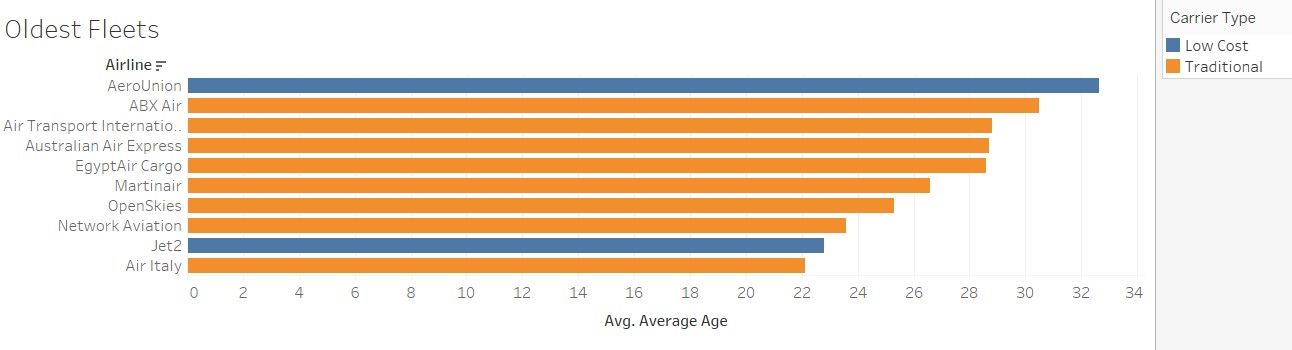 Oldest Fleets
Airline
AeroUnion
ABX Air
Air Transport Internatio..
Australian Air Express
EgyptAir Cargo
Martinair
OpenSkies
Network Aviation
Jet2
Air Italy
0 2 4 6 8 10 12 14 16 18 20 22 24 26 28 30 32 34
Avg. Average Age
Carrier Type
Low Cost
Traditional